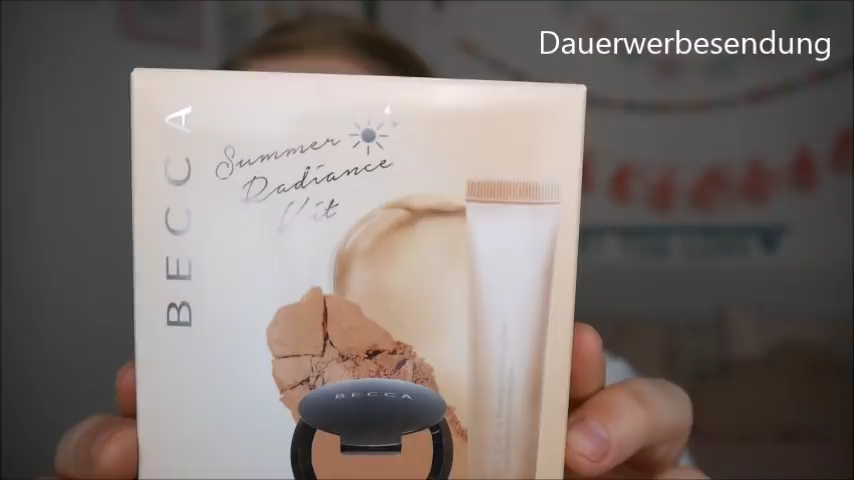 Dauerwerbesendung
BECCA
Summer
Radiance
Kit
BECCA